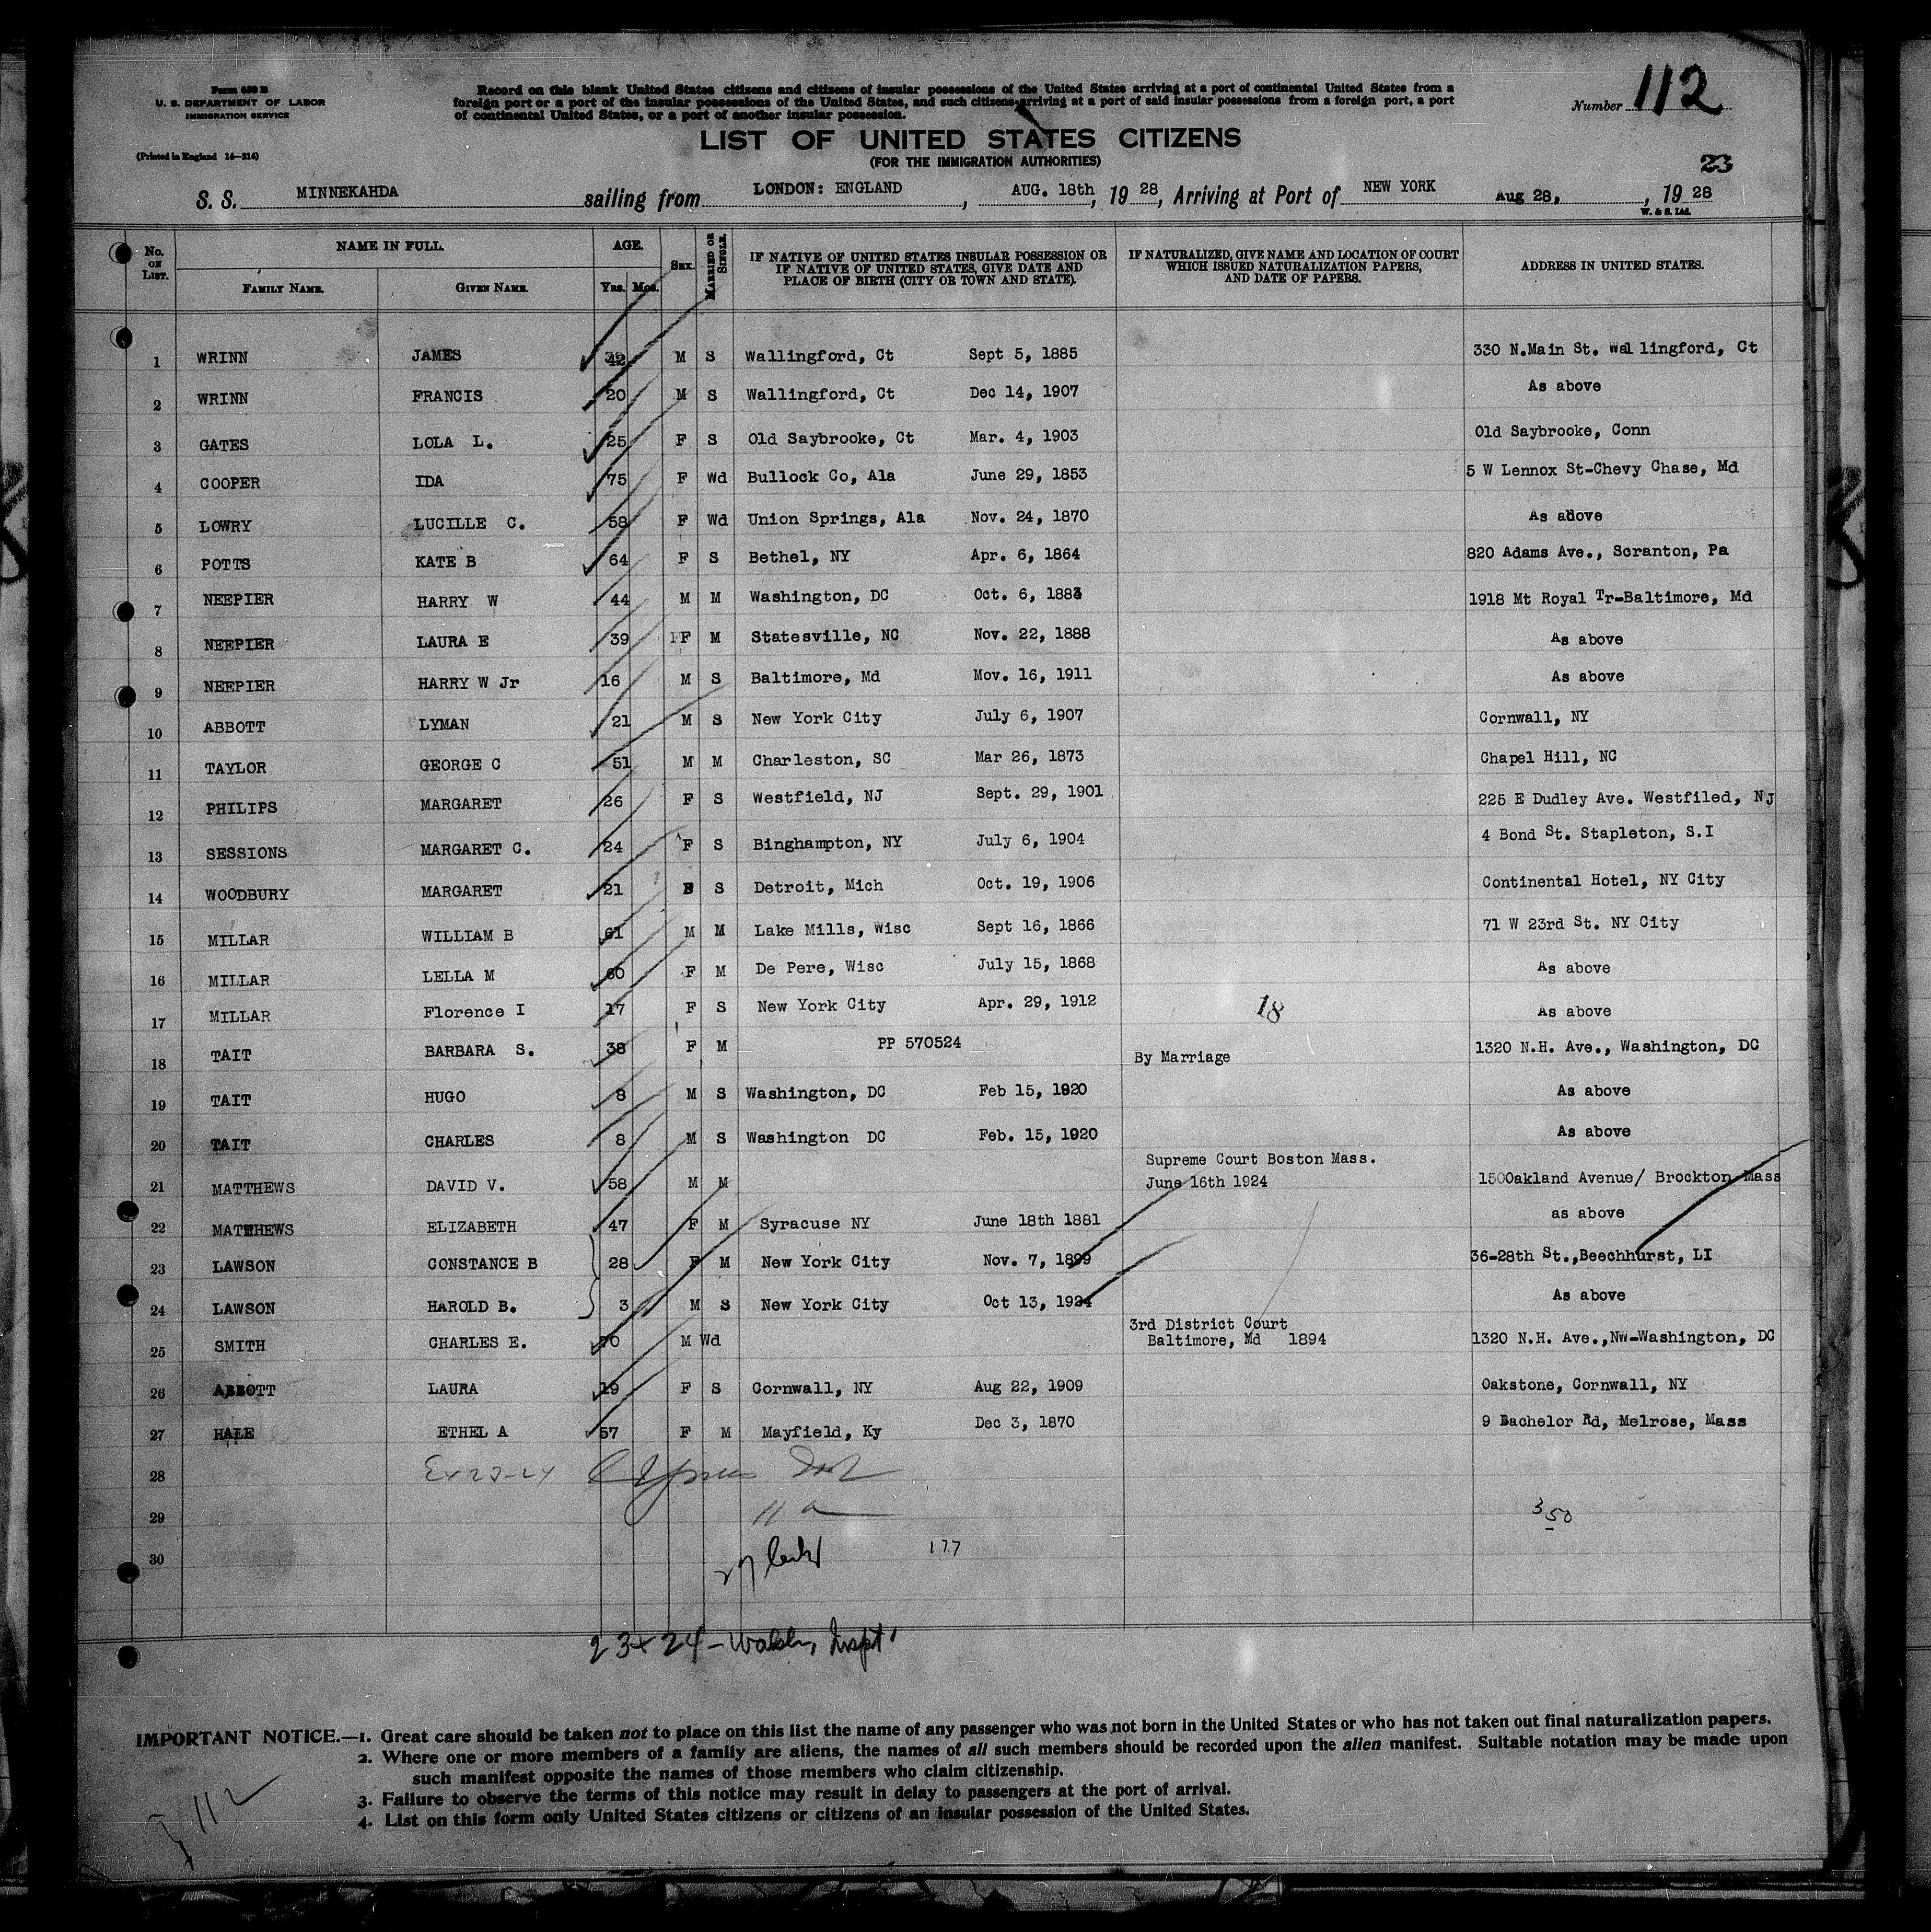 Form 630 B
U. S. DEPARTMENT OF LABOR
IMMIGRATION SERVICE
(Printed in England 14—214)
Record on this blank United States citizens and citizens of insular possessions of the United States arriving at a port of continental United States from a
foreign port or a port of the insular possessions of the United States, and such citizens arriving at a port of said insular possessions from a foreign port, a port
of continental United States, or a port of another insular possession.
Number 112
LIST OF UNITED STATES CITIZENS
(FOR THE IMMIGRATION AUTHORITIES)
23
S. S. MINNEKAHDA sailing from LONDON: ENGLAND, AUG. 18th, 19 28, Arriving at Port of NEW YORK Aug 28, , 19 28
W. & S. Ltd.
No. ON LIST. NAME IN FULL. FAMILY NAME. GIVEN NAME. AGE. YRS. MOS. SEX. MARRIED OR SINGLE. IF NATIVE OF UNITED STATES INSULAR POSSESSION OR IF NATIVE OF UNITED STATES, GIVE DATE AND PLACE OF BIRTH (CITY OR TOWN AND STATE). IF NATURALIZED, GIVE NAME AND LOCATION OF COURT WHICH ISSUED NATURALIZATION PAPERS, AND DATE OF PAPERS. ADDRESS IN UNITED STATES.
1 WRINN JAMES 42 M S Wallingford, Ct Sept 5, 1885 330 N.Main St. Wallingford, Ct
2 WRINN FRANCIS 20 M S Wallingford, Ct Dec 14, 1907 As above
3 GATES LOLA L. 25 F S Old Saybrooke, Ct Mar. 4, 1903 Old Saybrooke, Conn
4 COOPER IDA 75 F Wd Bullock Co, Ala June 29, 1853 5 W Lennox St-Chevy Chase, Md
5 LOWRY LUCILLE C. 58 F Wd Union Springs, Ala Nov. 24, 1870 As above
6 POTTS KATE B 64 F S Bethel, NY Apr. 6, 1864 820 Adams Ave., Scranton, Pa
7 NEEPIER HARRY W 44 M M Washington, DC Oct. 6, 1883 1918 Mt Royal Tr-Baltimore, Md
8 NEEPIER LAURA E 39 F M Statesville, NC Nov. 22, 1888 As above
9 NEEPIER HARRY W Jr 16 M S Baltimore, Md Mov. 16, 1911 As above
10 ABBOTT LYMAN 21 M S New York City July 6, 1907 Cornwall, NY
11 TAYLOR GEORGE C 51 M M Charleston, SC Mar 26, 1873 Chapel Hill, NC
12 PHILIPS MARGARET 26 F S Westfield, NJ Sept. 29, 1901 225 E Dudley Ave. Westfiled, NJ
13 SESSIONS MARGARET C. 24 F S Binghampton, NY July 6, 1904 4 Bond St. Stapleton, S.I
14 WOODBURY MARGARET 21 F S Detroit, Mich Oct. 19, 1906 Continental Hotel, NY City
15 MILLAR WILLIAM B 61 M M Lake Mills, Wisc Sept 16, 1866 71 W 23rd St. NY City
16 MILLAR LELLA M 60 F M De Pere, Wisc July 15, 1868 As above
17 MILLAR Florence I 17 F S New York City Apr. 29, 1912 18 As above
18 TAIT BARBARA S. 38 F M PP 570524 By Marriage 1320 N.H. Ave., Washington, DC
19 TAIT HUGO 8 M S Washington, DC Feb 15, 1920 As above
20 TAIT CHARLES 8 M S Washington DC Feb. 15, 1920 As above
Supreme Court Boston Mass.
21 MATTHEWS DAVID V. 58 M M June 16th 1924 150Oakland Avenue/ Brockton Mass
22 MATTHEWS ELIZABETH 47 F M Syracuse NY June 18th 1881 as above
23 LAWSON CONSTANCE B 28 F M New York City Nov. 7, 1899 36-28th St.,Beechhurst, LI
24 LAWSON HAROLD B. 3 M S New York City Oct 13, 1924 As above
3rd District Court
25 SMITH CHARLES E. 70 M Wd Baltimore, Md 1894 1320 N.H. Ave.,Nw-Washington, DC
26 ABBOTT LAURA 19 F S Cornwall, NY Aug 22, 1909 Oakstone, Cornwall, NY
27 HALE ETHEL A 57 F M Mayfield, Ky Dec 3, 1870 9 Bachelor Rd, Melrose, Mass
28 Ex 23-24
29 350
30 177
23+24 - Walsh, Inspt
IMPORTANT NOTICE.—1. Great care should be taken not to place on this list the name of any passenger who was not born in the United States or who has not taken out final naturalization papers.
2. Where one or more members of a family are aliens, the names of all such members should be recorded upon the alien manifest. Suitable notation may be made upon
such manifest opposite the names of those members who claim citizenship.
3. Failure to observe the terms of this notice may result in delay to passengers at the port of arrival.
4. List on this form only United States citizens or citizens of an insular possession of the United States.
112